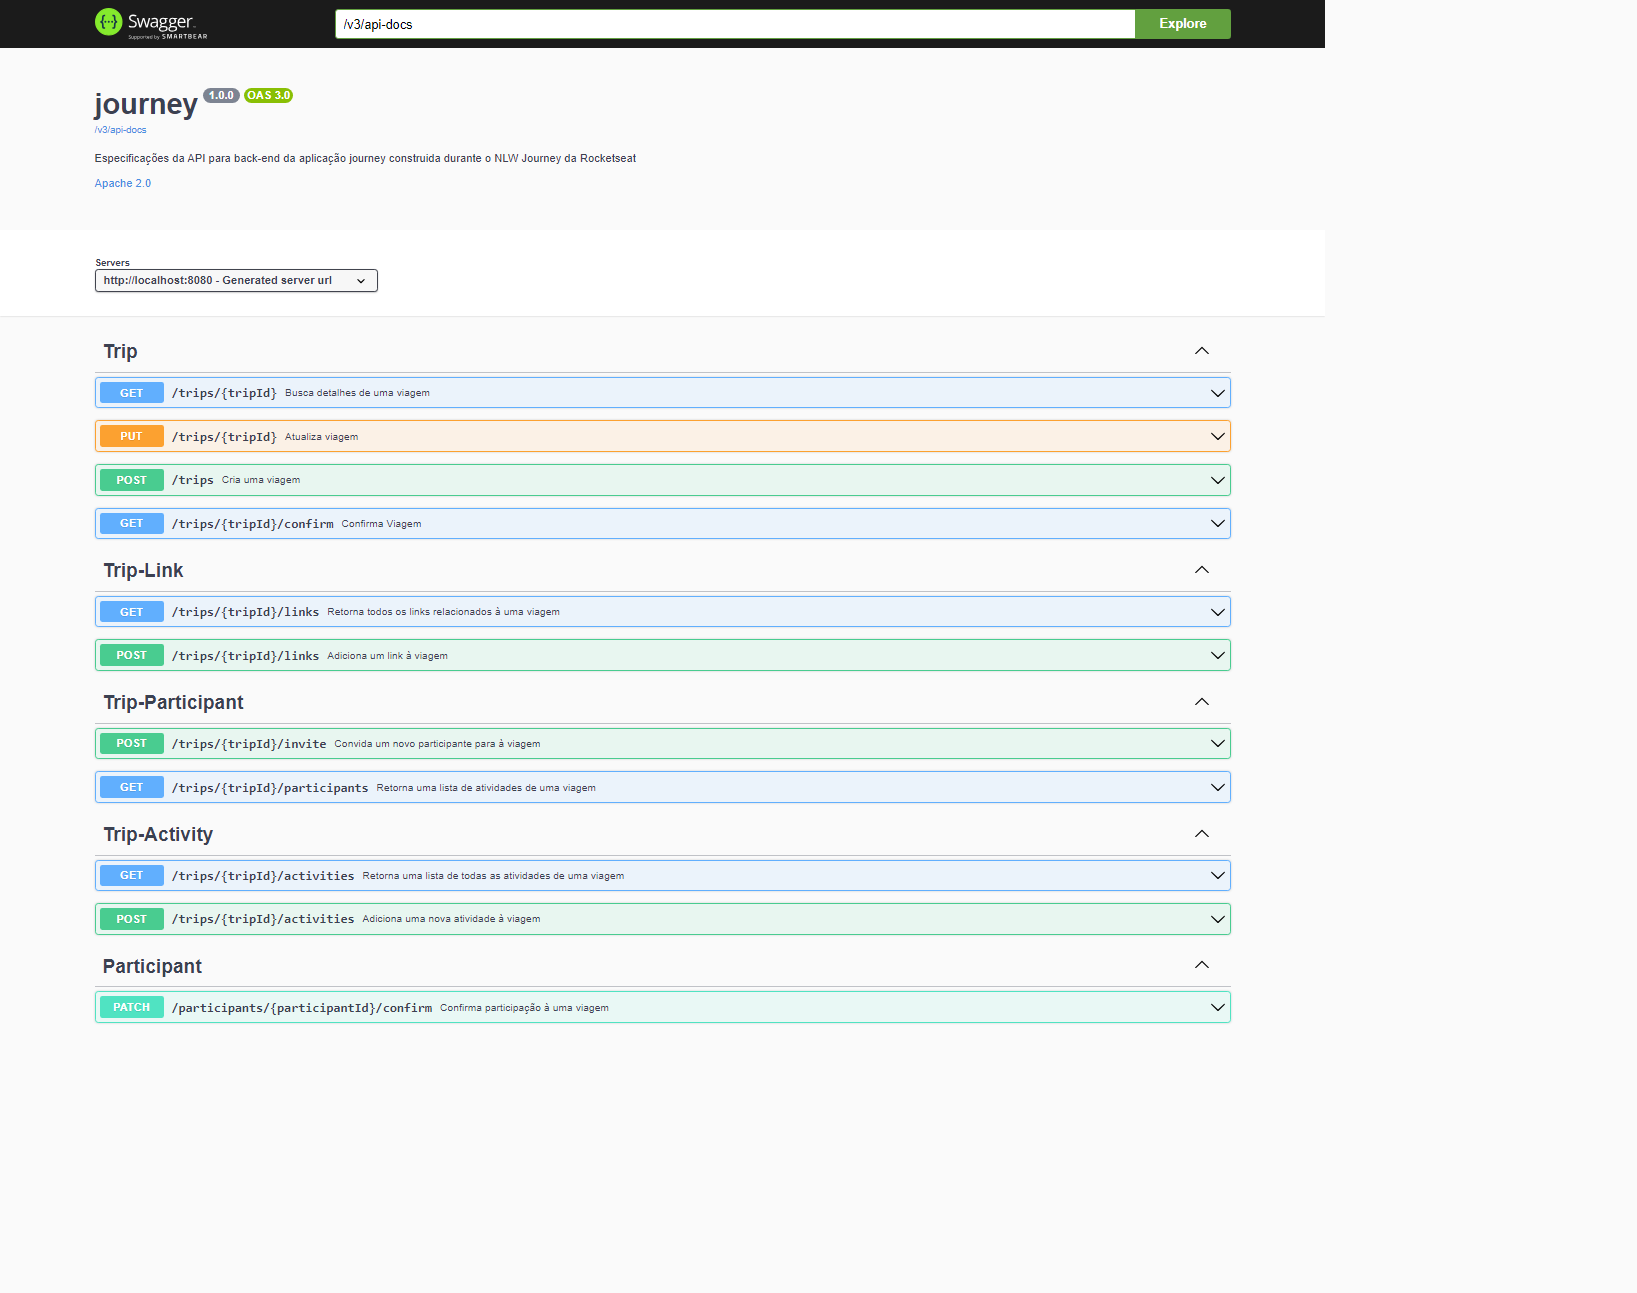 Swagger.
Supported by SMARTBEAR
/v3/api-docs
Explore
journey 1.0.0 OAS 3.0
/v3/api-docs
Especificações da API para back-end da aplicação journey construida durante o NLW Journey da Rocketseat
Apache 2.0
Servers
http://localhost:8080 - Generated server url
Trip
GET /trips/{tripId} Busca detalhes de uma viagem
PUT /trips/{tripId} Atualiza viagem
POST /trips Cria uma viagem
GET /trips/{tripId}/confirm Confirma Viagem
Trip-Link
GET /trips/{tripId}/links Retorna todos os links relacionados à uma viagem
POST /trips/{tripId}/links Adiciona um link à viagem
Trip-Participant
POST /trips/{tripId}/invite Convida um novo participante para à viagem
GET /trips/{tripId}/participants Retorna uma lista de atividades de uma viagem
Trip-Activity
GET /trips/{tripId}/activities Retorna uma lista de todas as atividades de uma viagem
POST /trips/{tripId}/activities Adiciona uma nova atividade à viagem
Participant
PATCH /participants/{participantId}/confirm Confirma participação à uma viagem